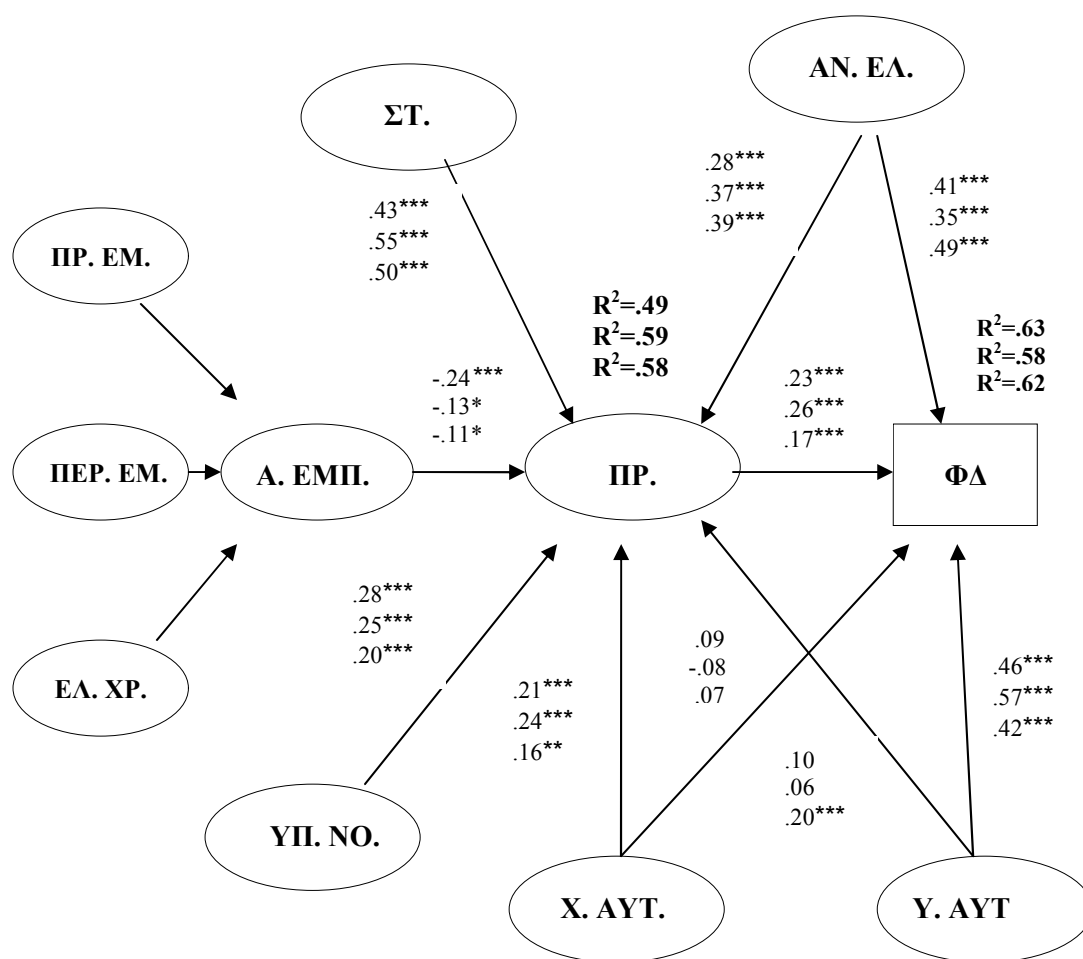 ΑΝ. ΕΛ.
ΣΤ.
.28***
.37***
.39***
.41***
.35***
.49***
.43***
.55***
.50***
ΠΡ. ΕΜ.
R²=.49
R²=.59
R²=.58
R²=.63
R²=.58
R²=.62
-.24***
-.13*
-.11*
.23***
.26***
.17***
ΠΕΡ. ΕΜ.
Α. ΕΜΠ.
ΠΡ.
ΦΔ
.28***
.25***
.20***
.09
-.08
.07
.46***
.57***
.42***
ΕΛ. ΧΡ.
.21***
.24***
.16**
.10
.06
.20***
ΥΠ. ΝΟ.
Χ. ΑΥΤ.
Υ. ΑΥΤ